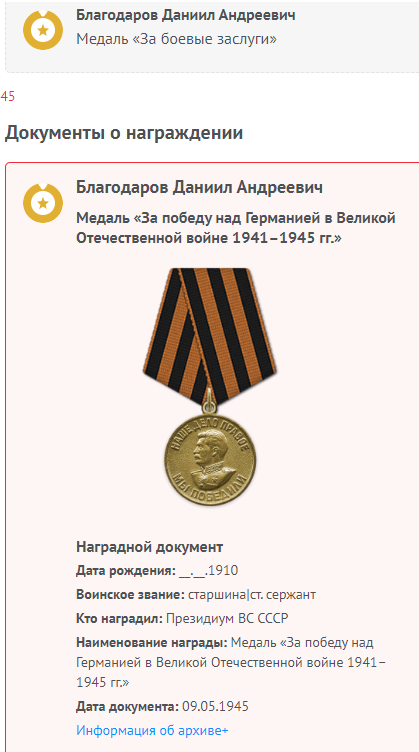 Благодаров Даниил Андреевич
Медаль «За боевые заслуги»
45
Документы о награждении
Благодаров Даниил Андреевич
Медаль «За победу над Германией в Великой
Отечественной войне 1941–1945 гг.»
НАШЕ ДЕЛО ПРАВОЕ
МЫ ПОБЕДИЛИ
Наградной документ
Дата рождения: __.__.1910
Воинское звание: старшина|ст. сержант
Кто наградил: Президиум ВС СССР
Наименование награды: Медаль «За победу над
Германией в Великой Отечественной войне 1941–
1945 гг.»
Дата документа: 09.05.1945
Информация об архиве+